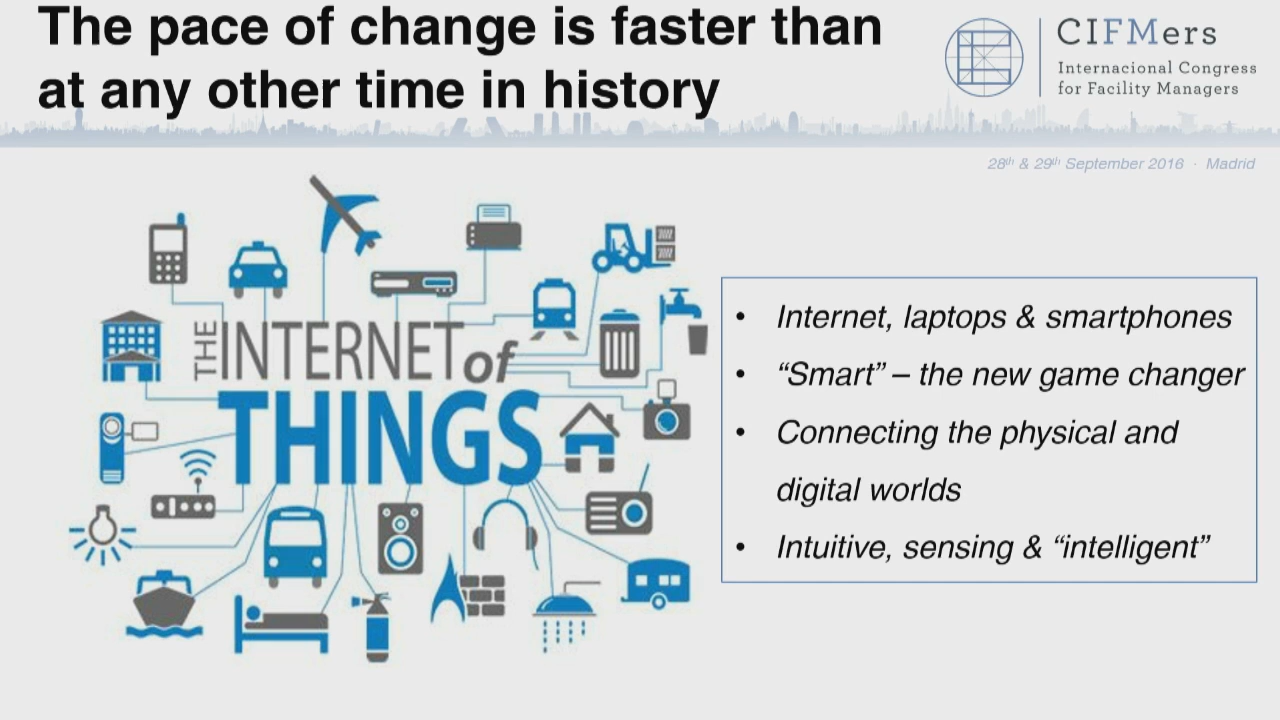 The pace of change is faster than
at any other time in history
CIFMers
Internacional Congress
for Facility Managers
28th & 29th September 2016 · Madrid
THE INTERNET of
THINGS
• Internet, laptops & smartphones
• “Smart” – the new game changer
• Connecting the physical and
digital worlds
• Intuitive, sensing & “intelligent”